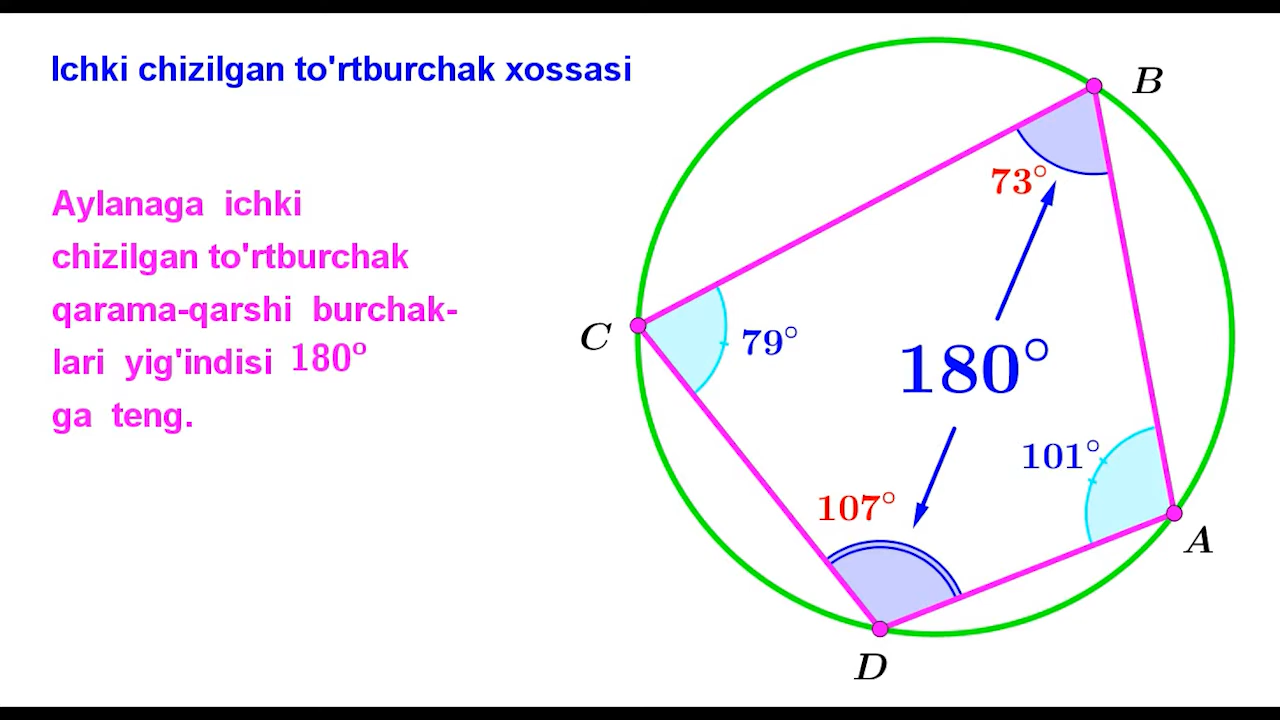 Ichki chizilgan to'rtburchak xossasi
Aylanaga ichki
chizilgan to'rtburchak
qarama-qarshi burchak-
lari yig'indisi 180º
ga teng.
B
73°
C
79°
180°
101°
107°
A
D